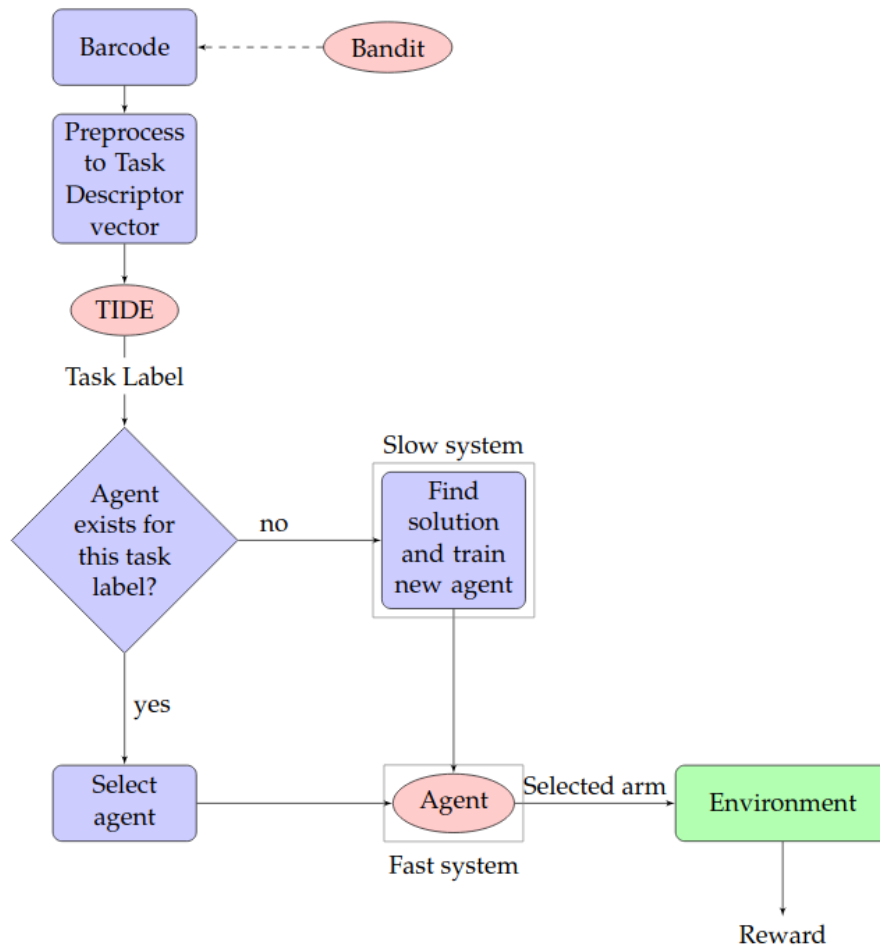 Barcode
Bandit
Preprocess
to Task
Descriptor
vector
TIDE
Task Label
Agent
exists for
this task
label?
no
Slow system
Find
solution
and train
new agent
yes
Select
agent
Agent
Fast system
Selected arm
Environment
Reward